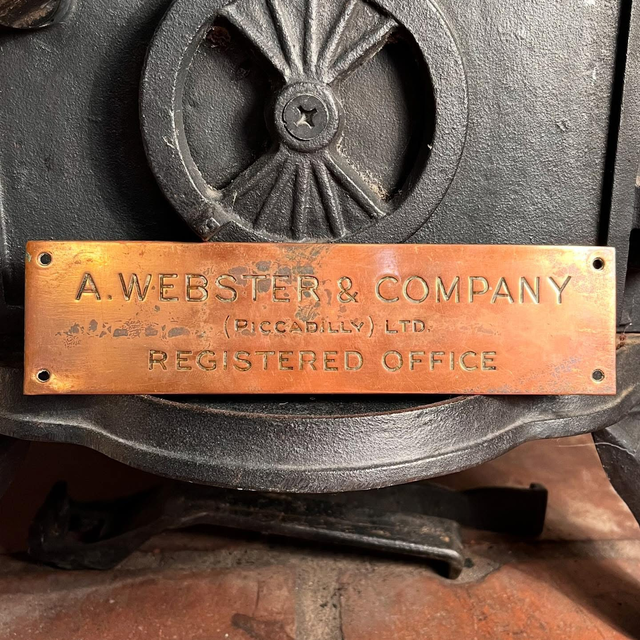 A. WEBSTER & COMPANY
(PICCADILLY) LTD.
REGISTERED OFFICE